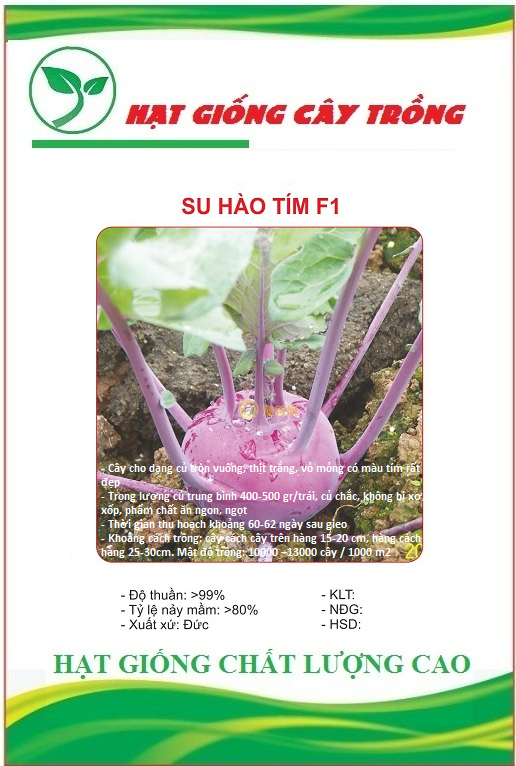 HẠT GIỐNG CÂY TRỒNG
SU HÀO TÍM F1
- Cây cho dạng củ tròn vuông, thịt trắng, vỏ mỏng có màu tím rất
đẹp
- Trọng lượng củ trung bình 400-500 gr/trái, củ chắc, không bị xơ
xốp, phẩm chất ăn ngon, ngọt
- Thời gian thu hoạch khoảng 60-62 ngày sau gieo
- Khoảng cách trồng: cây cách cây trên hàng 15-20 cm, hàng cách
hàng 25-30cm. Mật độ trồng: 10000 –13000 cây / 1000 m2
- Độ thuần: >99%
- Tỷ lệ nảy mầm: >80%
- Xuất xứ: Đức
- KLT:
- NĐG:
- HSD:
HẠT GIỐNG CHẤT LƯỢNG CAO